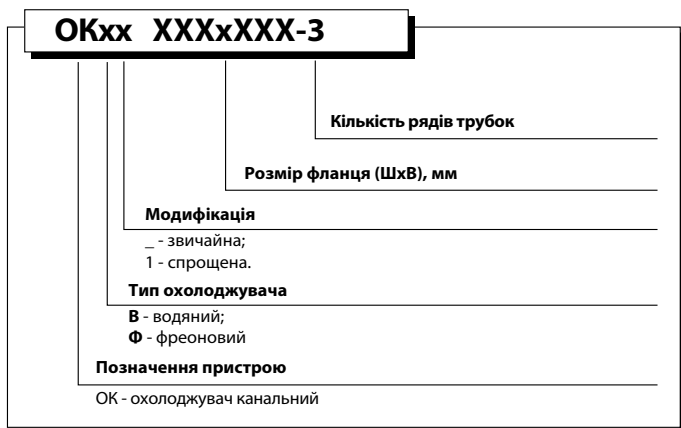 ОКxx XXXxXXX-3
Кількість рядів трубок
Розмір фланця (ШхВ), мм
Модифікація
_ - звичайна;
1 - спрощена.
Тип охолоджувача
В - водяний;
Ф - фреоновий
Позначення пристрою
ОК - охолоджувач канальний